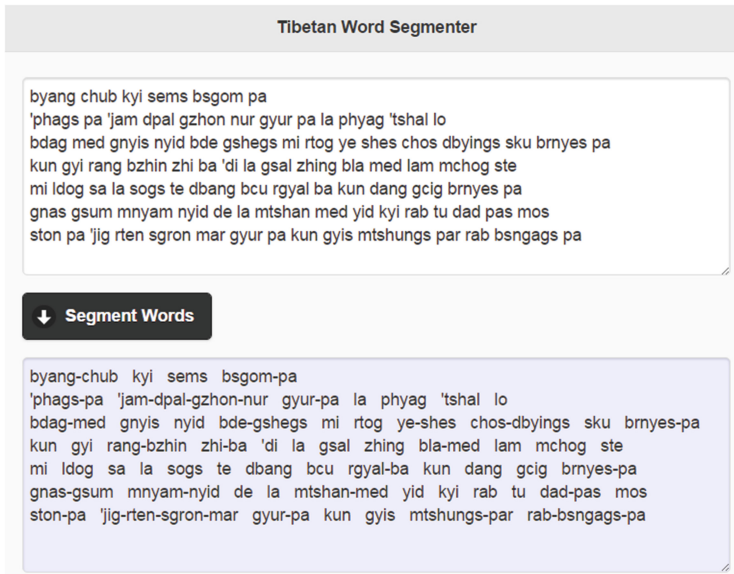 Tibetan Word Segmenter
byang chub kyi sems bsgom pa
'phags pa 'jam dpal gzhon nur gyur pa la phyag 'tshal lo
bdag med gnyis nyid bde gshegs mi rtog ye shes chos dbyings sku brnyes pa
kun gyi rang bzhin zhi ba 'di la gsal zhing bla med lam mchog ste
mi ldog sa la sogs te dbang bcu rgyal ba kun dang gcig brnyes pa
gnas gsum mnyam nyid de la mtshan med yid kyi rab tu dad pas mos
ston pa 'jig rten sgron mar gyur pa kun gyis mtshungs par rab bsngags pa
Segment Words
byang-chub kyi sems bsgom-pa
'phags-pa 'jam-dpal-gzhon-nur gyur-pa la phyag 'tshal lo
bdag-med gnyis nyid bde-gshegs mi rtog ye-shes chos-dbyings sku brnyes-pa
kun gyi rang-bzhin zhi-ba 'di la gsal zhing bla-med lam mchog ste
mi ldog sa la sogs te dbang bcu rgyal-ba kun dang gcig brnyes-pa
gnas-gsum mnyam-nyid de la mtshan-med yid kyi rab tu dad-pas mos
ston-pa 'jig-rten-sgron-mar gyur-pa kun gyis mtshungs-par rab-bsngags-pa